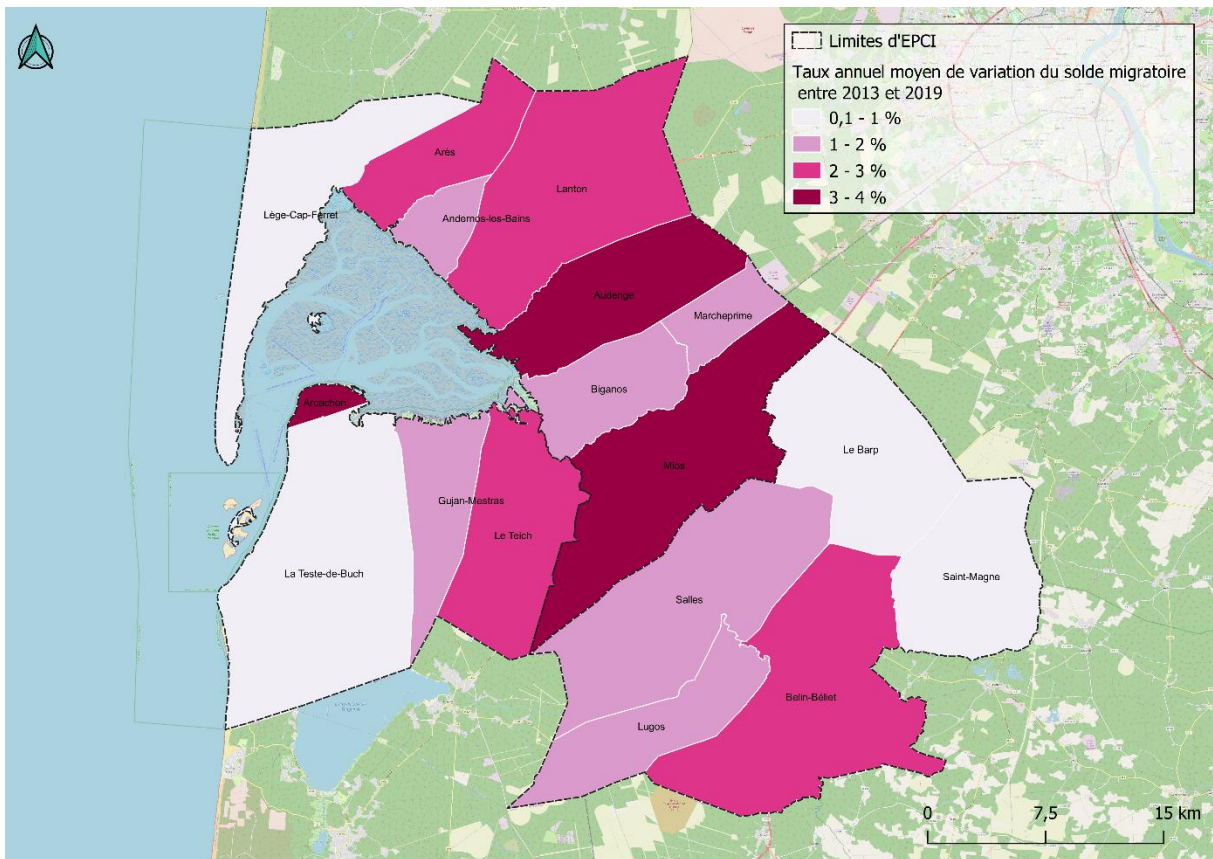 Limites d'EPCI
Taux annuel moyen de variation du solde migratoire
entre 2013 et 2019
0,1 - 1 %
1 - 2 %
2 - 3 %
3 - 4 %
Arès
Lanton
Lège-Cap-Ferret
Andernos-les-Bains
Audenge
Marcheprime
Biganos
Arcachon
Le Barp
Mios
Gujan-Mestras
Le Teich
La Teste-de-Buch
Saint-Magne
Salles
Belin-Béliet
Lugos
0 7,5 15 km